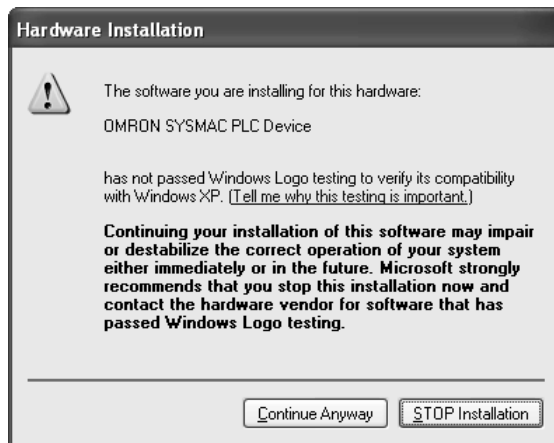 Hardware Installation
The software you are installing for this hardware:
OMRON SYSMAC PLC Device
has not passed Windows Logo testing to verify its compatibility
with Windows XP. (Tell me why this testing is important.)
Continuing your installation of this software may impair
or destabilize the correct operation of your system
either immediately or in the future. Microsoft strongly
recommends that you stop this installation now and
contact the hardware vendor for software that has
passed Windows Logo testing.
Continue Anyway
STOP Installation